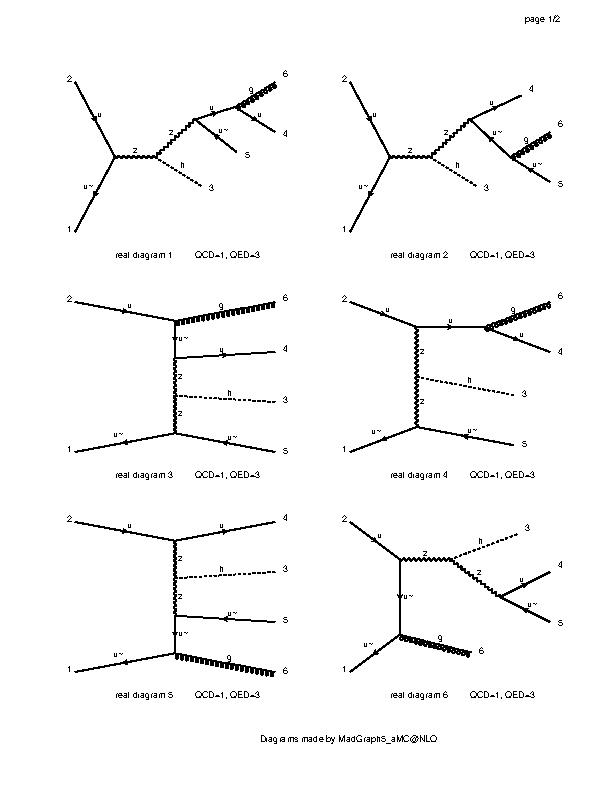 page 1/2
2 6
g
u u
z 4
u
z u~
5
h
u~ 3
1
real diagram 1 QCD=1, QED=3
2 4
u
u 6
z g
u~
z u~
5
h
u~ 3
1
real diagram 2 QCD=1, QED=3
2 6
u g
u~ 4
u
z
h 3
z
u~ u~
1 5
real diagram 3 QCD=1, QED=3
2 6
u g
u u
z 4
h
3
z
u~ u~
1 5
real diagram 4 QCD=1, QED=3
2 4
u u
z
h 3
z
u~ 5
u~
u~ g
1 6
real diagram 5 QCD=1, QED=3
2 3
u h
z
z 4
u
u~ u~
5
g
u~ 6
1
real diagram 6 QCD=1, QED=3
Diagrams made by MadGraph5_aMC@NLO